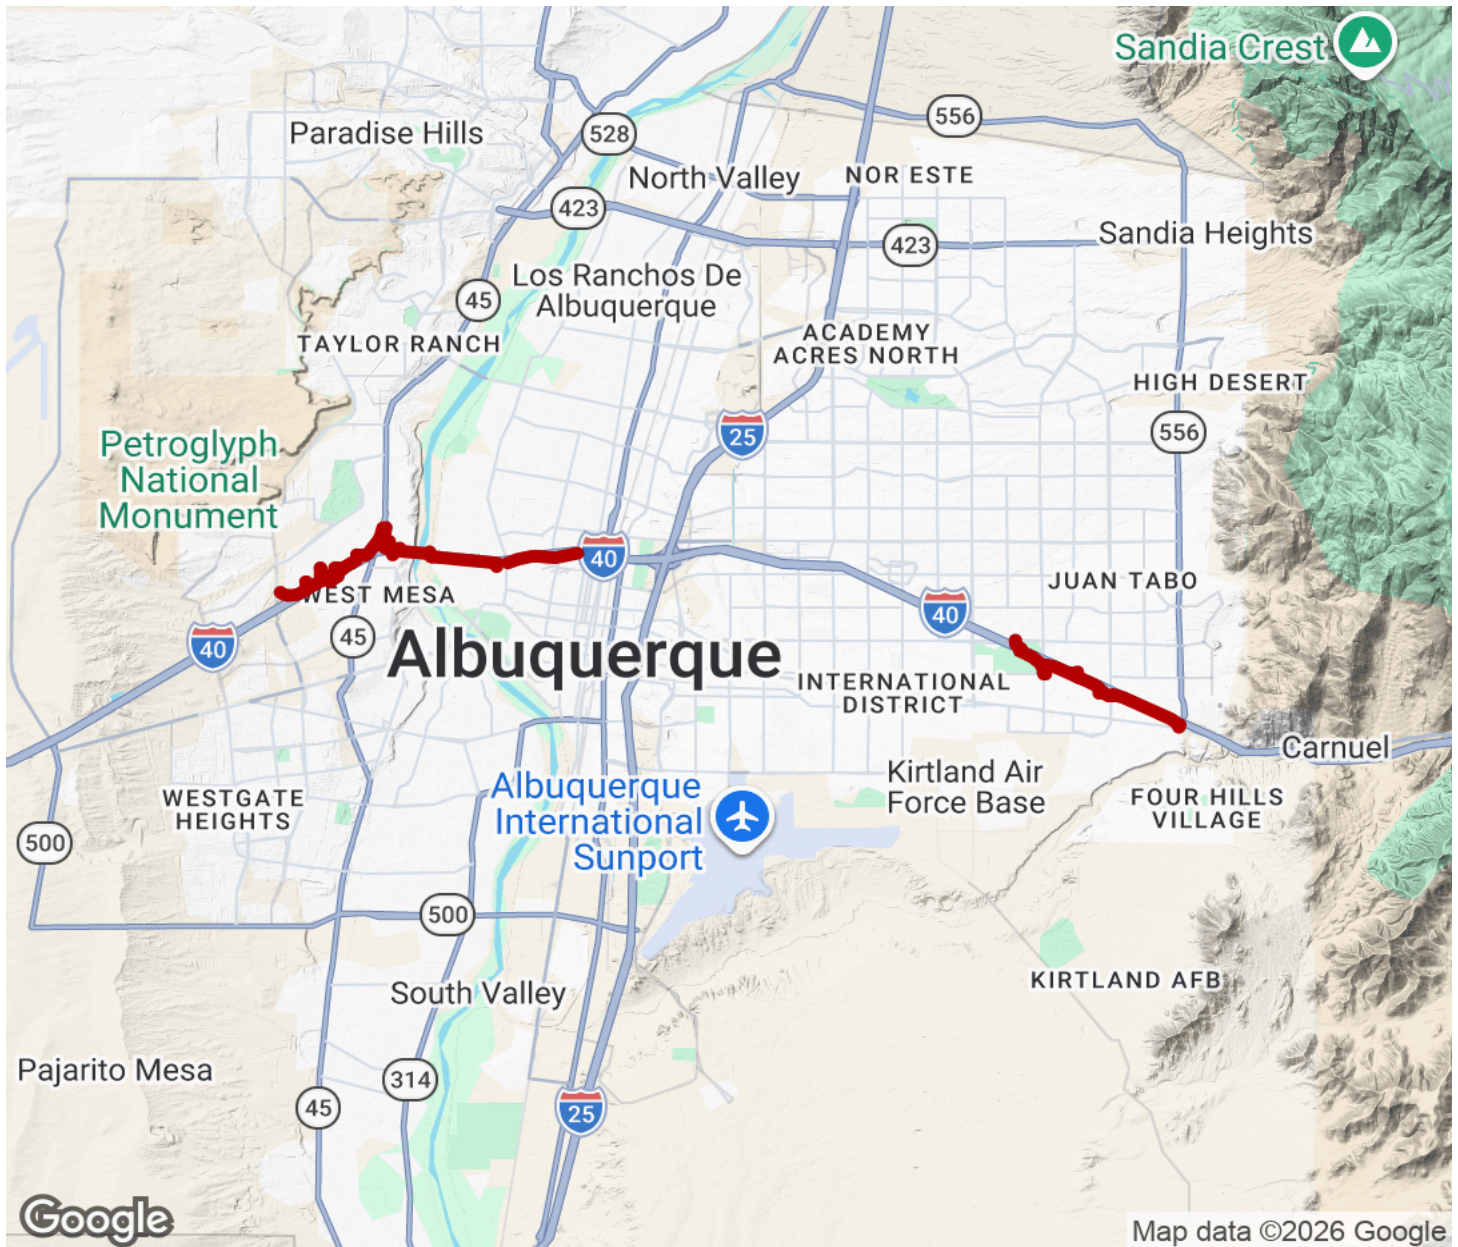 Sandia Crest
556
Paradise Hills
528
North Valley
NOR ESTE
423
423
Sandia Heights
Los Ranchos De
Albuquerque
45
TAYLOR RANCH
ACADEMY
ACRES NORTH
HIGH DESERT
25
556
Petroglyph
National
Monument
40
JUAN TABO
WEST MESA
40
45
40
Albuquerque
INTERNATIONAL
DISTRICT
Carnuel
Kirtland Air
Force Base
Albuquerque
International
Sunport
WESTGATE
HEIGHTS
FOUR HILLS
VILLAGE
500
500
South Valley
KIRTLAND AFB
Pajarito Mesa
314
45
25
Google
Map data ©2026 Google